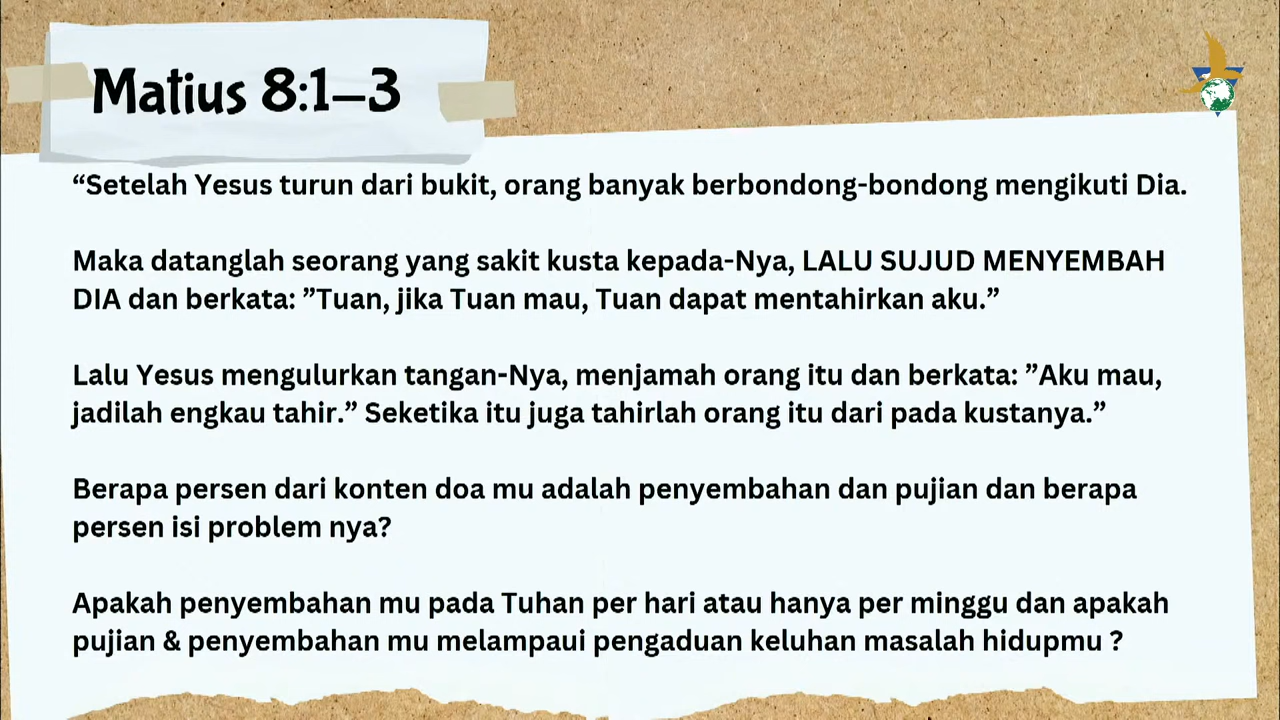 Matius 8:1–3
“Setelah Yesus turun dari bukit, orang banyak berbondong-bondong mengikuti Dia.
Maka datanglah seorang yang sakit kusta kepada-Nya, LALU SUJUD MENYEMBAH
DIA dan berkata: ”Tuan, jika Tuan mau, Tuan dapat mentahirkan aku.”
Lalu Yesus mengulurkan tangan-Nya, menjamah orang itu dan berkata: ”Aku mau,
jadilah engkau tahir.” Seketika itu juga tahirlah orang itu dari pada kustanya.”
Berapa persen dari konten doa mu adalah penyembahan dan pujian dan berapa
persen isi problem nya?
Apakah penyembahan mu pada Tuhan per hari atau hanya per minggu dan apakah
pujian & penyembahan mu melampaui pengaduan keluhan masalah hidupmu ?